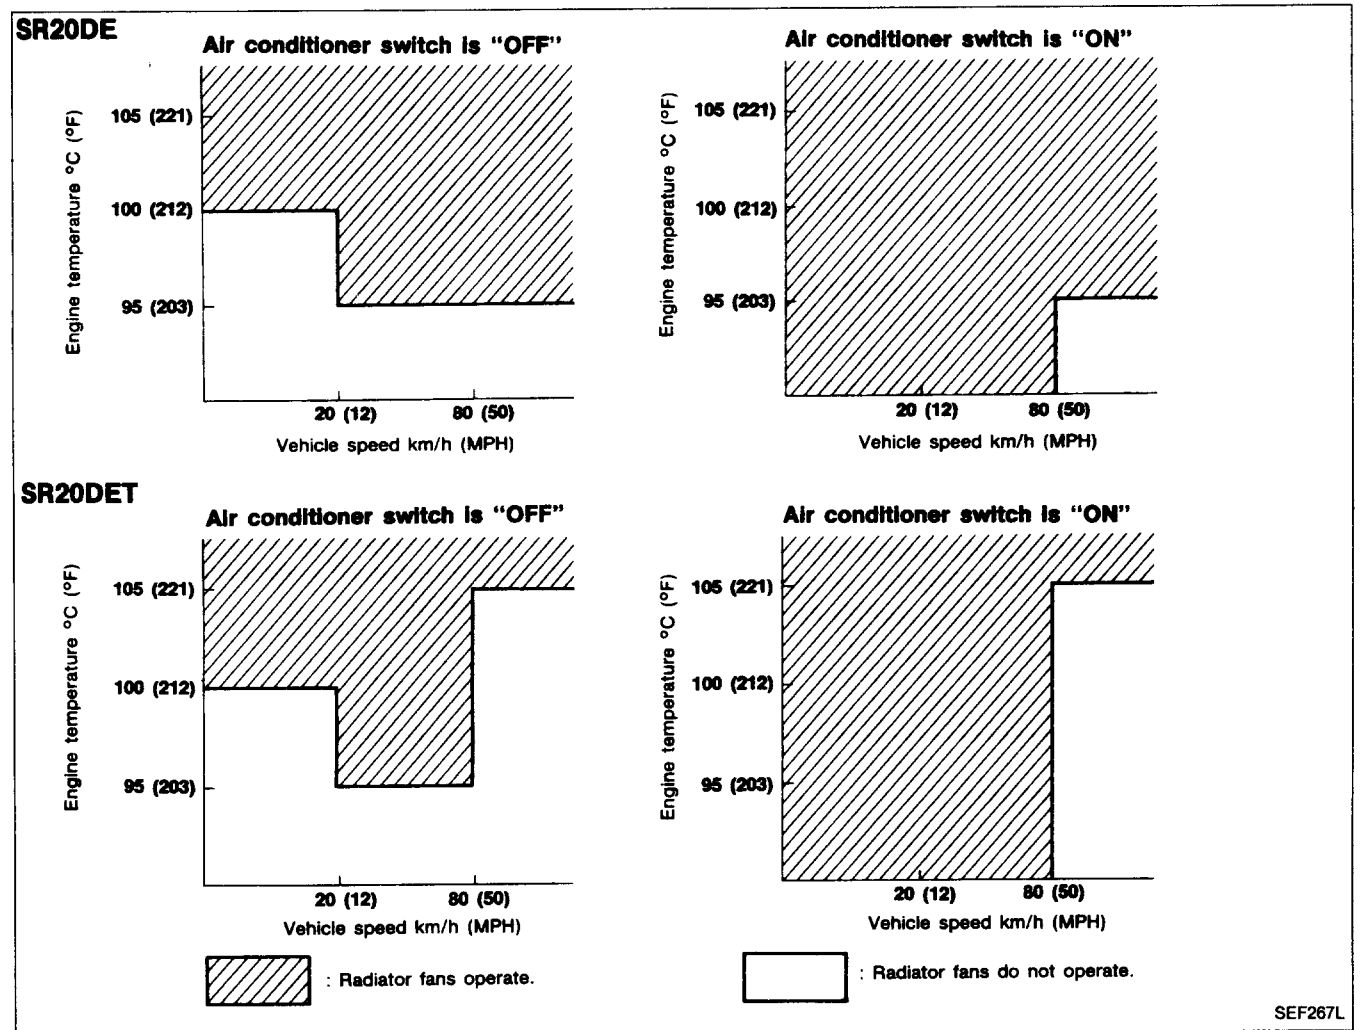 SR20DE
Air conditioner switch is “OFF”
Engine temperature °C (°F)
105 (221)
100 (212)
95 (203)
20 (12)
80 (50)
Vehicle speed km/h (MPH)
Air conditioner switch is “ON”
Engine temperature °C (°F)
105 (221)
100 (212)
95 (203)
20 (12)
80 (50)
Vehicle speed km/h (MPH)
SR20DET
Air conditioner switch is “OFF”
Engine temperature °C (°F)
105 (221)
100 (212)
95 (203)
20 (12)
80 (50)
Vehicle speed km/h (MPH)
Air conditioner switch is “ON”
Engine temperature °C (°F)
105 (221)
100 (212)
95 (203)
20 (12)
80 (50)
Vehicle speed km/h (MPH)
: Radiator fans operate.
: Radiator fans do not operate.
SEF267L